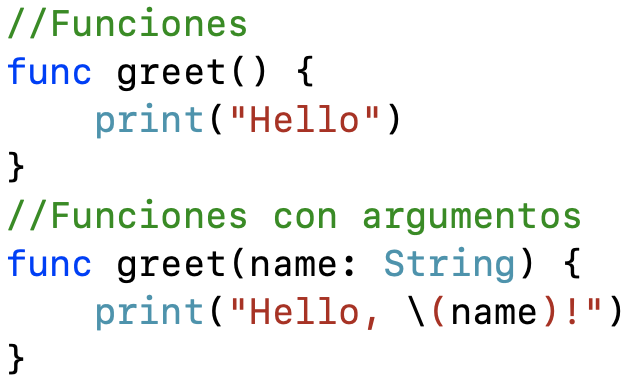 //Funciones
func greet() {
    print("Hello")
}
//Funciones con argumentos
func greet(name: String) {
    print("Hello, \(name)!")
}